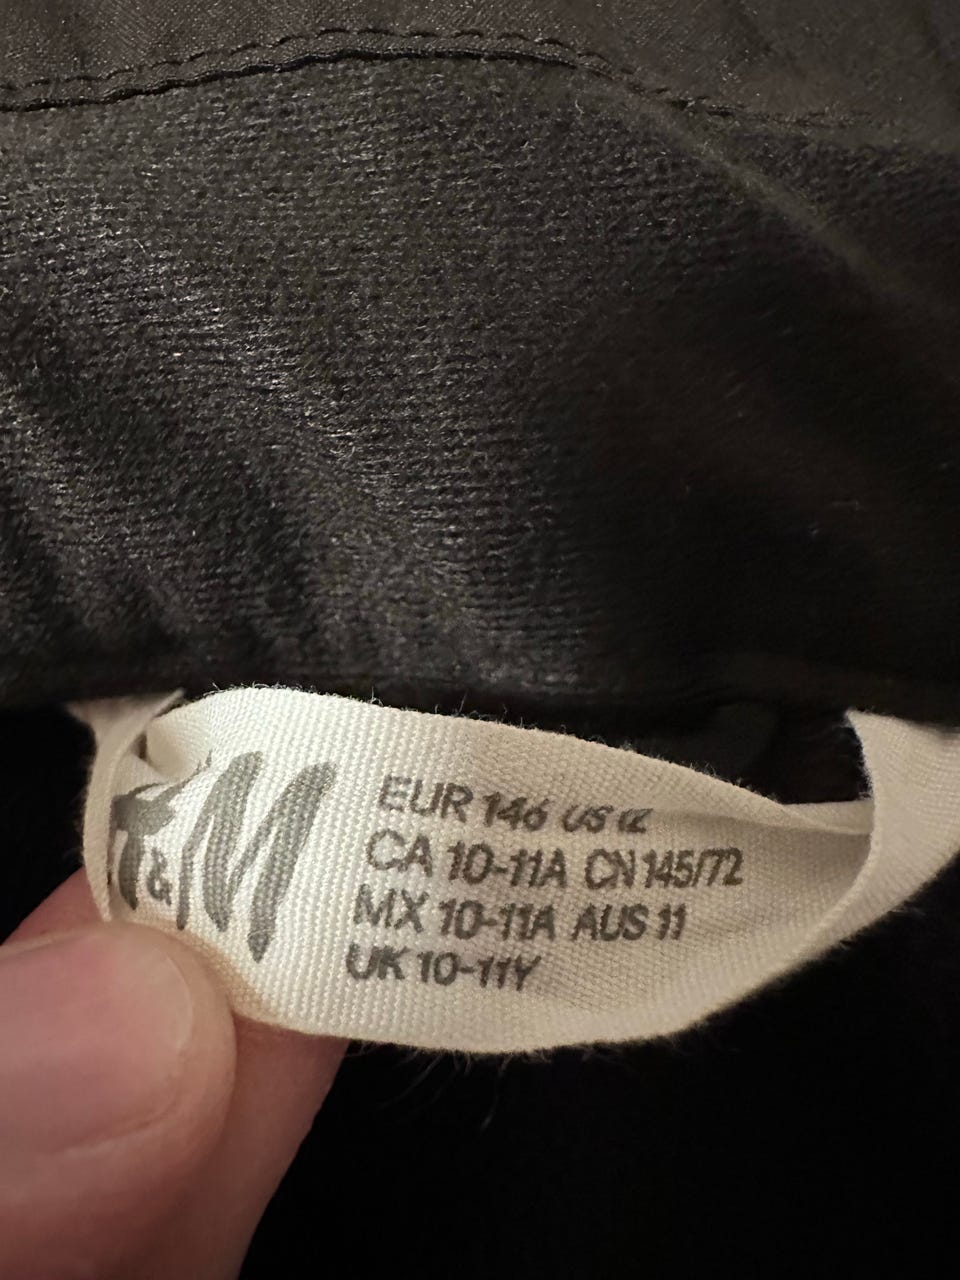 H&M
EUR 146 US 12
CA 10-11A CN 145/72
MX 10-11A AUS 11
UK 10-11Y